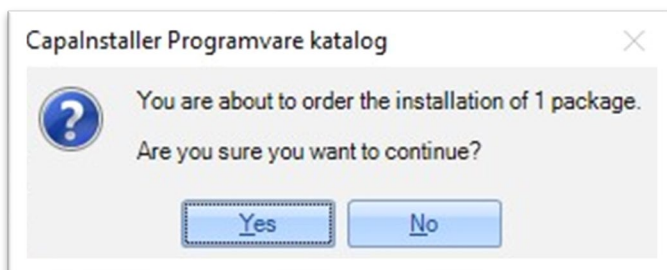 CapaInstaller Programvare katalog
You are about to order the installation of 1 package.
Are you sure you want to continue?
Yes
No